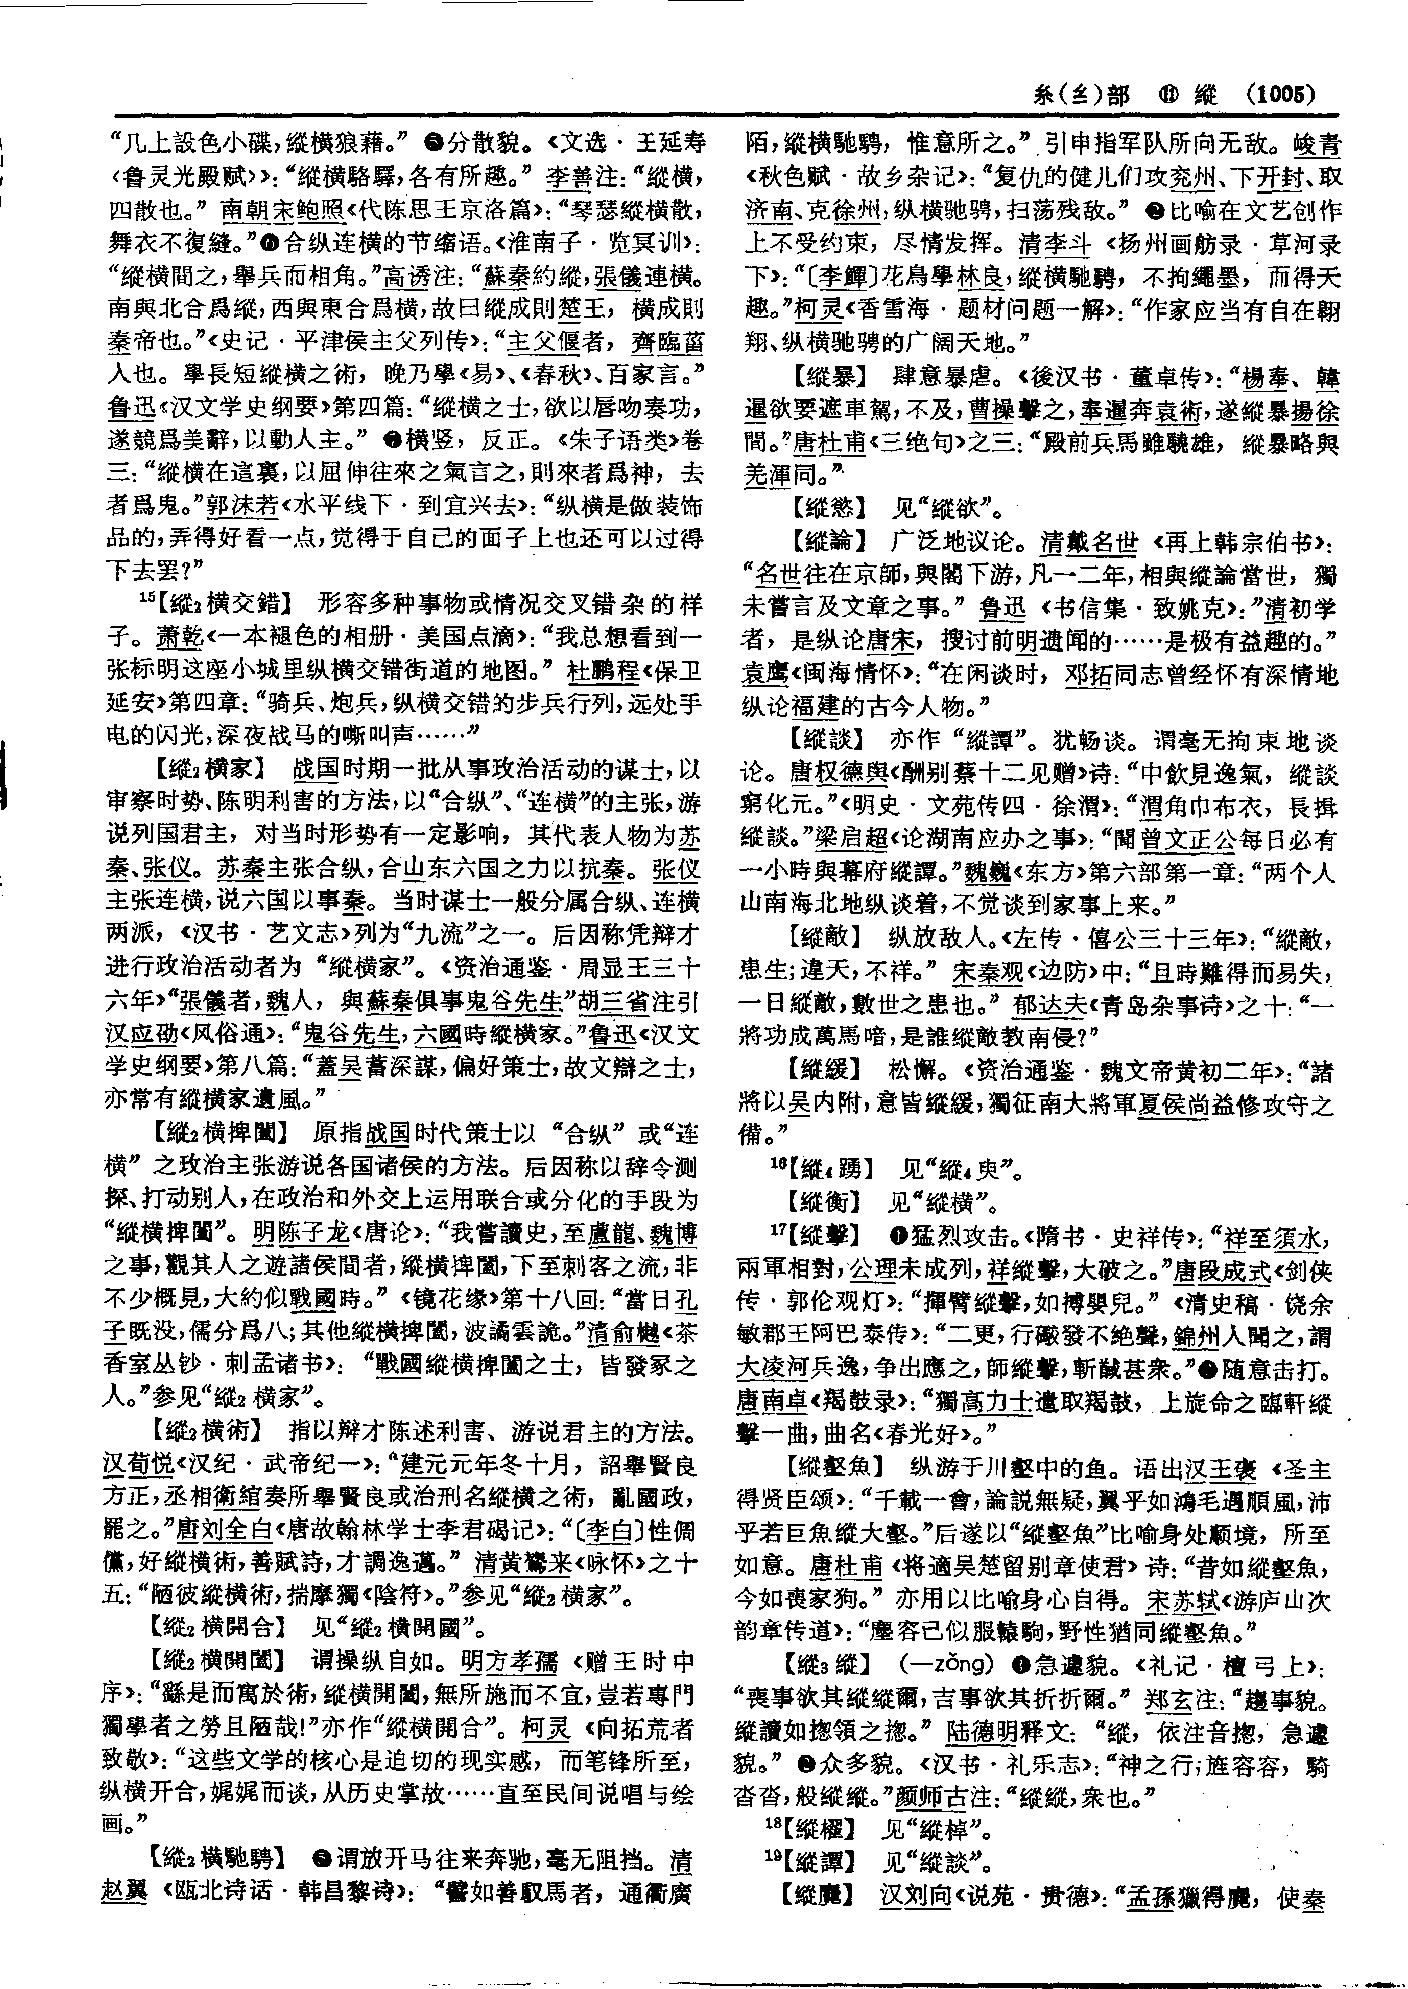 糸(纟)部　⑪　縱　(1005)
“几上設色小碟,縱横狼藉。” ❺分散貌。《文选·王延寿
〈鲁灵光殿赋〉》:“縱横駱驛,各有所趣。” 李善注:“縱横,
四散也。” 南朝宋鲍照《代陈思王京洛篇》:“琴瑟縱横散,
舞衣不復縫。”❻合纵连横的节缩语。《淮南子·览冥训》:
“縱横間之,舉兵而相角。”高诱注:“蘇秦約縱,張儀連横。
南與北合爲縱,西與東合爲横,故曰縱成則楚王, 横成則
秦帝也。”《史记·平津侯主父列传》:“主父偃者, 齊臨菑
人也。學長短縱横之術, 晚乃學《易》、《春秋》、百家言。”
鲁迅《汉文学史纲要》第四篇:“縱横之士,欲以唇吻奏功,
遂競爲美辭,以動人主。” ❼横竖, 反正。《朱子语类》卷
三:“縱横在這裏,以屈伸往來之氣言之,則來者爲神, 去
者爲鬼。”郭沫若《水平线下·到宜兴去》:“纵横是做装饰
品的,弄得好看一点,觉得于自己的面子上也还可以过得
下去罢?”
15【縱₂横交錯】 形容多种事物或情况交叉错杂的样
子。萧乾《一本褪色的相册·美国点滴》:“我总想看到一
张标明这座小城里纵横交错街道的地图。” 杜鹏程《保卫
延安》第四章:“骑兵、炮兵,纵横交错的步兵行列,远处手
电的闪光,深夜战马的嘶叫声……”
【縱₂横家】 战国时期一批从事政治活动的谋士,以
审察时势、陈明利害的方法,以“合纵”、“连横”的主张,游
说列国君主, 对当时形势有一定影响, 其代表人物为苏
秦、张仪。苏秦主张合纵,合山东六国之力以抗秦。张仪
主张连横,说六国以事秦。当时谋士一般分属合纵、连横
两派, 《汉书·艺文志》列为“九流”之一。后因称凭辩才
进行政治活动者为 “縱横家”。《资治通鉴·周显王三十
六年》“張儀者,魏人, 與蘇秦俱事鬼谷先生”胡三省注引
汉应劭《风俗通》:“鬼谷先生,六國時縱横家。”鲁迅《汉文
学史纲要》第八篇:“蓋吴蓄深謀,偏好策士,故文辯之士,
亦常有縱横家遺風。”
【縱₂横捭闔】 原指战国时代策士以 “合纵” 或“连
横” 之政治主张游说各国诸侯的方法。后因称以辞令测
探、打动别人,在政治和外交上运用联合或分化的手段为
“縱横捭闔”。明陈子龙《唐论》:“我嘗讀史,至盧龍、魏博
之事,觀其人之遊諸侯間者,縱横捭闔,下至刺客之流,非
不少概見,大約似戰國時。” 《镜花缘》第十八回:“當日孔
子既没,儒分爲八;其他縱横捭闔,波譎雲詭。”清俞樾《茶
香室丛钞·刺孟诸书》: “戰國縱横捭闔之士, 皆發冢之
人。”参见“縱₂横家”。
【縱₂横術】 指以辩才陈述利害、游说君主的方法。
汉荀悦《汉纪·武帝纪一》:“建元元年冬十月, 詔舉賢良
方正,丞相衛綰奏所舉賢良或治刑名縱横之術, 亂國政,
罷之。”唐刘全白《唐故翰林学士李君碣记》:“〔李白〕性倜
儻,好縱横術,善賦詩,才調逸邁。” 清黄鷟来《咏怀》之十
五:“陋彼縱横術,揣摩獨《陰符》。”参见“縱₂横家”。
【縱₂横開合】 见“縱₂横開闔”。
【縱₂横開闔】 谓操纵自如。明方孝孺 《赠王时中
序》:“繇是而寓於術,縱横開闔,無所施而不宜,豈若專門
獨學者之勞且陋哉!”亦作“縱横開合”。柯灵 《向拓荒者
致敬》:“这些文学的核心是迫切的现实感, 而笔锋所至,
纵横开合,娓娓而谈,从历史掌故……直至民间说唱与绘
画。”
【縱₂横馳騁】 ❶谓放开马往来奔驰,毫无阻挡。清
赵翼 《瓯北诗话·韩昌黎诗》: “譬如善馭馬者, 通衢廣
陌,縱横馳騁, 惟意所之。” 引申指军队所向无敌。峻青
《秋色赋·故乡杂记》:“复仇的健儿们攻兖州、下开封、取
济南、克徐州,纵横驰骋,扫荡残敌。” ❷比喻在文艺创作
上不受约束, 尽情发挥。清李斗 《扬州画舫录·草河录
下》:“〔李鱓〕花鳥學林良,縱横馳騁, 不拘繩墨, 而得天
趣。”柯灵《香雪海·题材问题一解》:“作家应当有自在翱
翔、纵横驰骋的广阔天地。”
【縱暴】 肆意暴虐。《後汉书·董卓传》:“楊奉、韓
暹欲要遮車駕,不及,曹操擊之,奉暹奔袁術,遂縱暴揚徐
間。”唐杜甫《三绝句》之三:“殿前兵馬雖驍雄, 縱暴略與
羌渾同。”
【縱慾】 见“縱欲”。
【縱論】 广泛地议论。清戴名世 《再上韩宗伯书》:
“名世往在京師,與閣下游,凡一二年,相與縱論當世, 獨
未嘗言及文章之事。” 鲁迅 《书信集·致姚克》:“清初学
者, 是纵论唐宋, 搜讨前明遗闻的……是极有益趣的。”
袁鹰《闽海情怀》:“在闲谈时, 邓拓同志曾经怀有深情地
纵论福建的古今人物。”
【縱談】 亦作 “縱譚”。犹畅谈。谓毫无拘束地谈
论。唐权德舆《酬别蔡十二见赠》诗:“中飲見逸氣, 縱談
窮化元。”《明史·文苑传四·徐渭》:“渭角巾布衣, 長揖
縱談。”梁启超《论湖南应办之事》:“聞曾文正公每日必有
一小時與幕府縱譚。”魏巍《东方》第六部第一章:“两个人
山南海北地纵谈着,不觉谈到家事上来。”
【縱敵】 纵放敌人。《左传·僖公三十三年》:“縱敵,
患生;違天,不祥。” 宋秦观《边防》中:“且時難得而易失,
一日縱敵,數世之患也。” 郁达夫《青岛杂事诗》之十:“一
將功成萬馬喑,是誰縱敵教南侵?”
【縱緩】 松懈。《资治通鉴·魏文帝黄初二年》:“諸
將以吴内附,意皆縱緩,獨征南大將軍夏侯尚益修攻守之
備。”
16【縱₄踴】 见“縱₄臾”。
【縱衡】 见“縱横”。
17【縱擊】 ❶猛烈攻击。《隋书·史祥传》:“祥至須水,
兩軍相對,公理未成列,祥縱擊,大破之。”唐段成式《剑侠
传·郭伦观灯》:“揮臂縱擊,如搏嬰兒。” 《清史稿·饶余
敏郡王阿巴泰传》:“二更,行礮發不絶聲,錦州人聞之,謂
大凌河兵逸,争出應之,師縱擊,斬馘甚衆。”❷随意击打。
唐南卓《羯鼓录》:“獨高力士遣取羯鼓, 上旋命之臨軒縱
擊一曲,曲名《春光好》。”
【縱壑魚】 纵游于川壑中的鱼。语出汉王褒 《圣主
得贤臣颂》:“千載一會,論説無疑,翼乎如鴻毛遇順風,沛
乎若巨魚縱大壑。”后遂以“縱壑魚”比喻身处顺境, 所至
如意。唐杜甫 《将適吴楚留别章使君》 诗:“昔如縱壑魚,
今如喪家狗。” 亦用以比喻身心自得。宋苏轼《游庐山次
韵章传道》:“塵容已似服轅駒,野性猶同縱壑魚。”
【縱₃縱】 (—zǒng) ❶急遽貌。《礼记·檀弓上》:
“喪事欲其縱縱爾,吉事欲其折折爾。” 郑玄注:“趨事貌。
縱讀如揔領之揔。” 陆德明释文: “縱, 依注音揔, 急遽
貌。” ❷众多貌。《汉书·礼乐志》:“神之行,旌容容, 騎
沓沓,般縱縱。”颜师古注:“縱縱,衆也。”
18【縱櫂】 见“縱棹”。
19【縱譚】 见“縱談”。
【縱麑】 汉刘向《说苑·贵德》:“孟孫獵得麑, 使秦